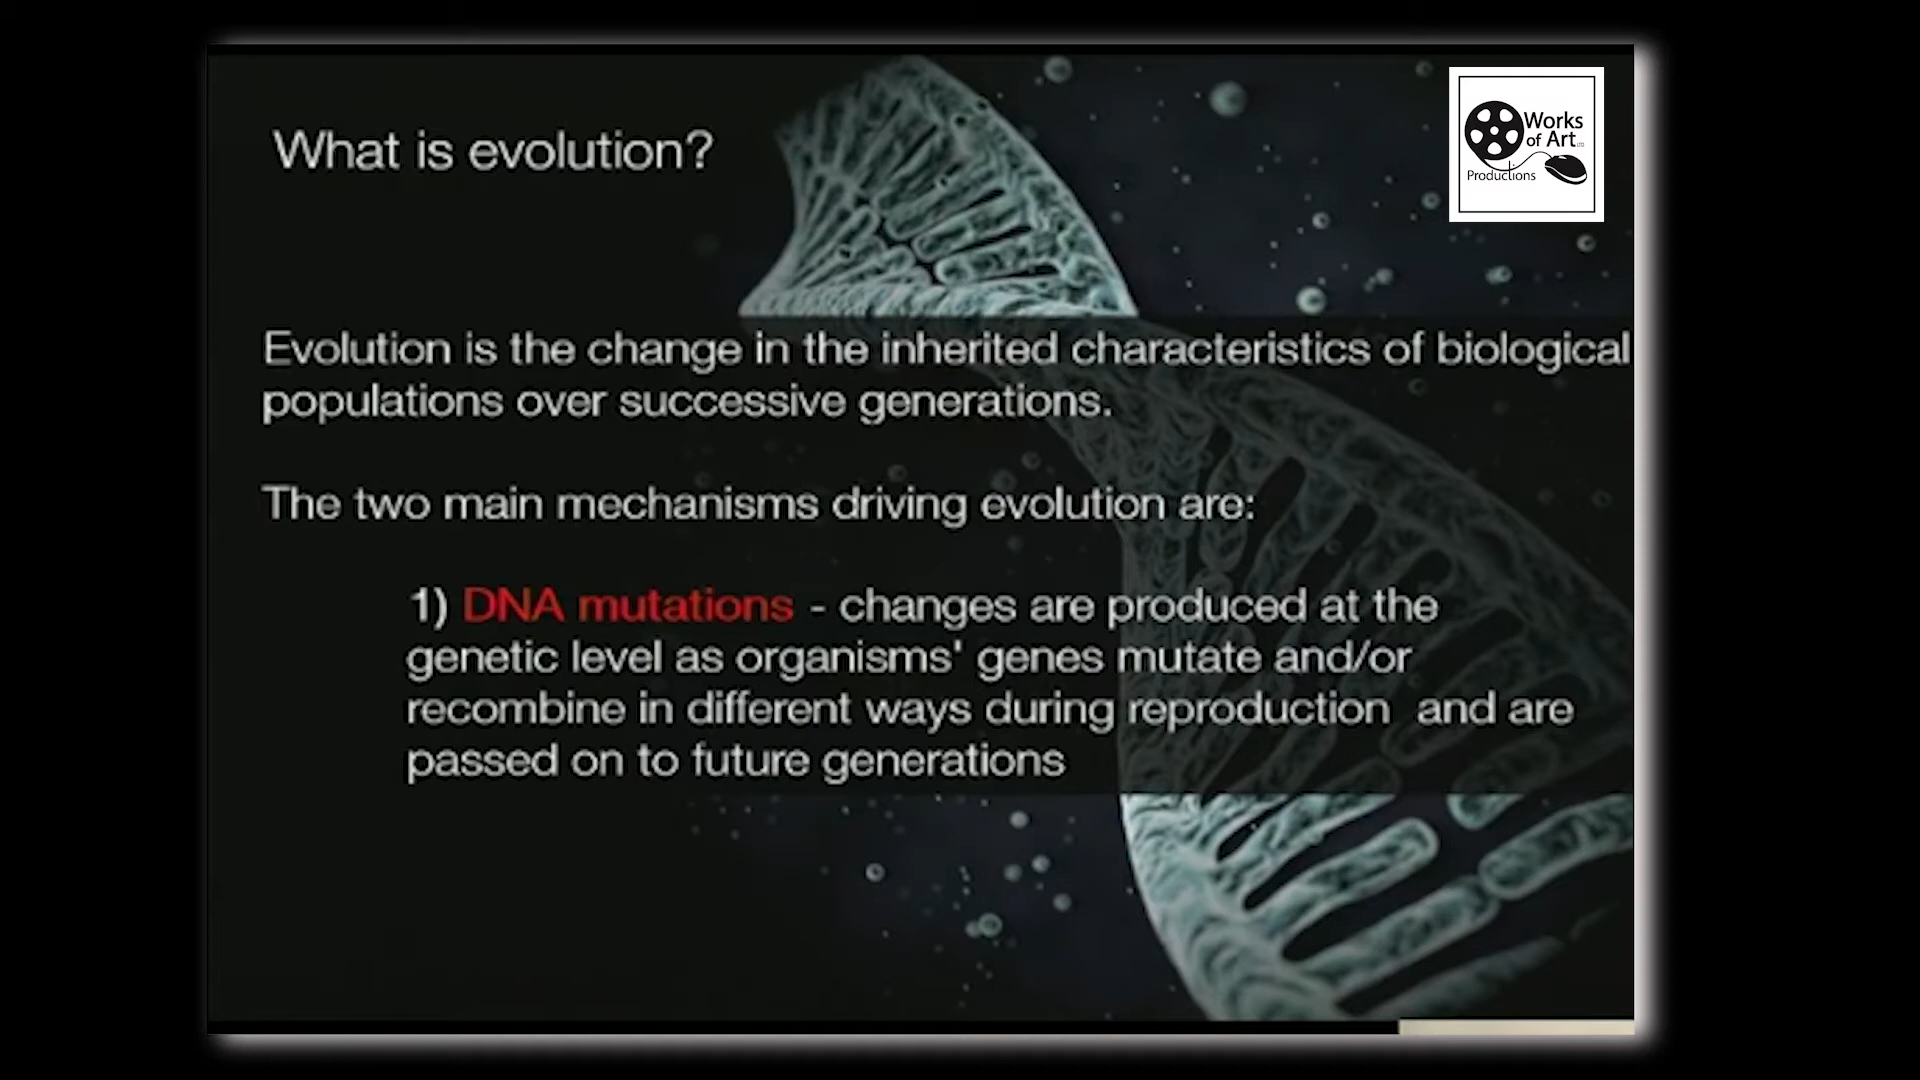 What is evolution?
Works
of Art
Productions
Evolution is the change in the inherited characteristics of biological
populations over successive generations.
The two main mechanisms driving evolution are:
1) DNA mutations - changes are produced at the
genetic level as organisms' genes mutate and/or
recombine in different ways during reproduction  and are
passed on to future generations